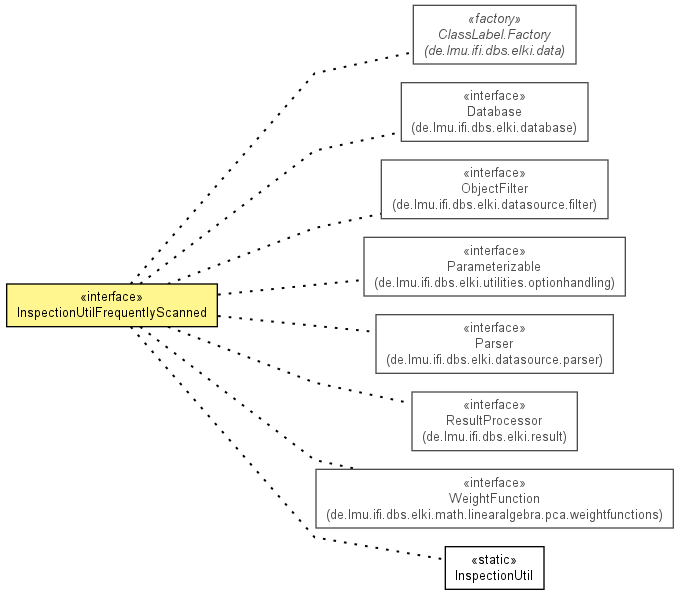 «factory»
ClassLabel.Factory
(de.lmu.ifi.dbs.elki.data)
«interface»
Database
(de.lmu.ifi.dbs.elki.database)
«interface»
ObjectFilter
(de.lmu.ifi.dbs.elki.datasource.filter)
«interface»
Parameterizable
(de.lmu.ifi.dbs.elki.utilities.optionhandling)
«interface»
InspectionUtilFrequentlyScanned
«interface»
Parser
(de.lmu.ifi.dbs.elki.datasource.parser)
«interface»
ResultProcessor
(de.lmu.ifi.dbs.elki.result)
«interface»
WeightFunction
(de.lmu.ifi.dbs.elki.math.linearalgebra.pca.weightfunctions)
«static»
InspectionUtil